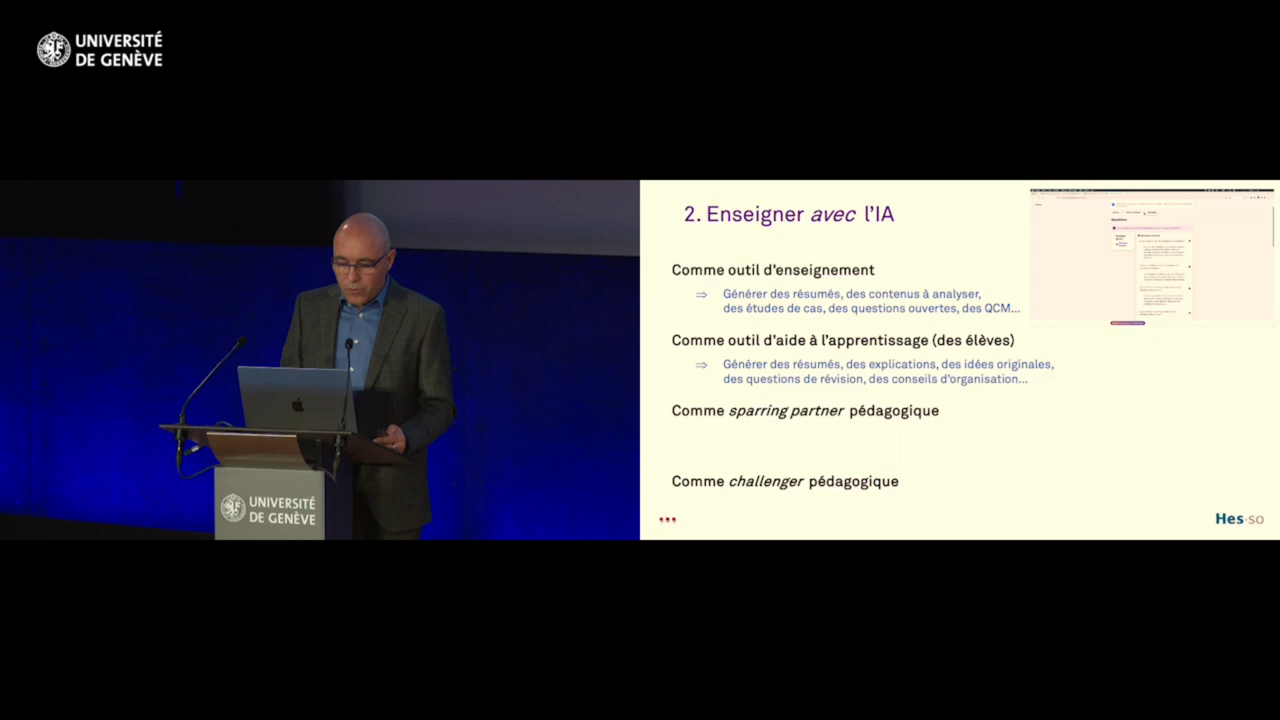 UNIVERSITÉ
DE GENÈVE
UNIVERSITÉ
DE GENÈVE
2. Enseigner avec l'IA
Comme outil d'enseignement
⇒ Générer des résumés, des contenus à analyser,
des études de cas, des questions ouvertes, des QCM...
Comme outil d'aide à l'apprentissage (des élèves)
⇒ Générer des résumés, des explications, des idées originales,
des questions de révision, des conseils d'organisation...
Comme sparring partner pédagogique
Comme challenger pédagogique
Hes·so